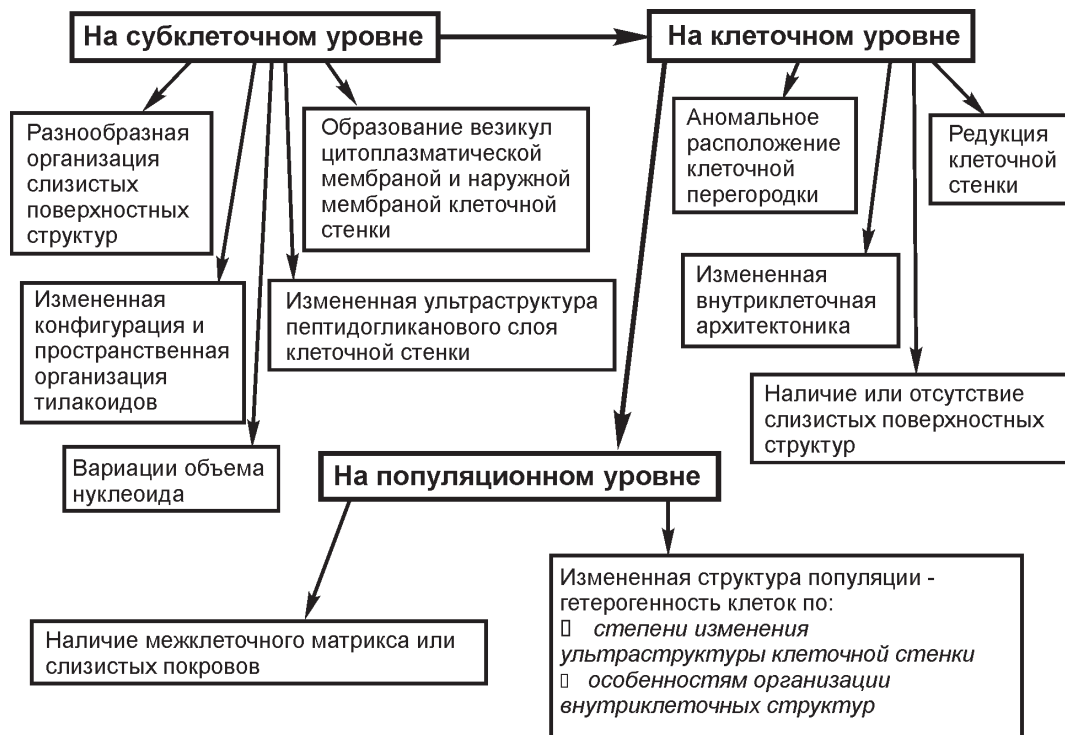 На субклеточном уровне
На клеточном уровне
Разнообразная
организация
слизистых
поверхностных
структур
Образование везикул
цитоплазматической
мембраной и наружной
мембраной клеточной
стенки
Аномальное
расположение
клеточной
перегородки
Редукция
клеточной
стенки
Измененная
конфигурация и
пространственная
организация
тилакоидов
Измененная ультраструктура
пептидогликанового слоя
клеточной стенки
Измененная
внутриклеточная
архитектоника
Наличие или отсутствие
слизистых поверхностных
структур
Вариации объема
нуклеоида
На популяционном уровне
Наличие межклеточного матрикса или
слизистых покровов
Измененная структура популяции -
гетерогенность клеток по:
▯ степени изменения
ультраструктуры клеточной стенки
▯ особенностям организации
внутриклеточных структур